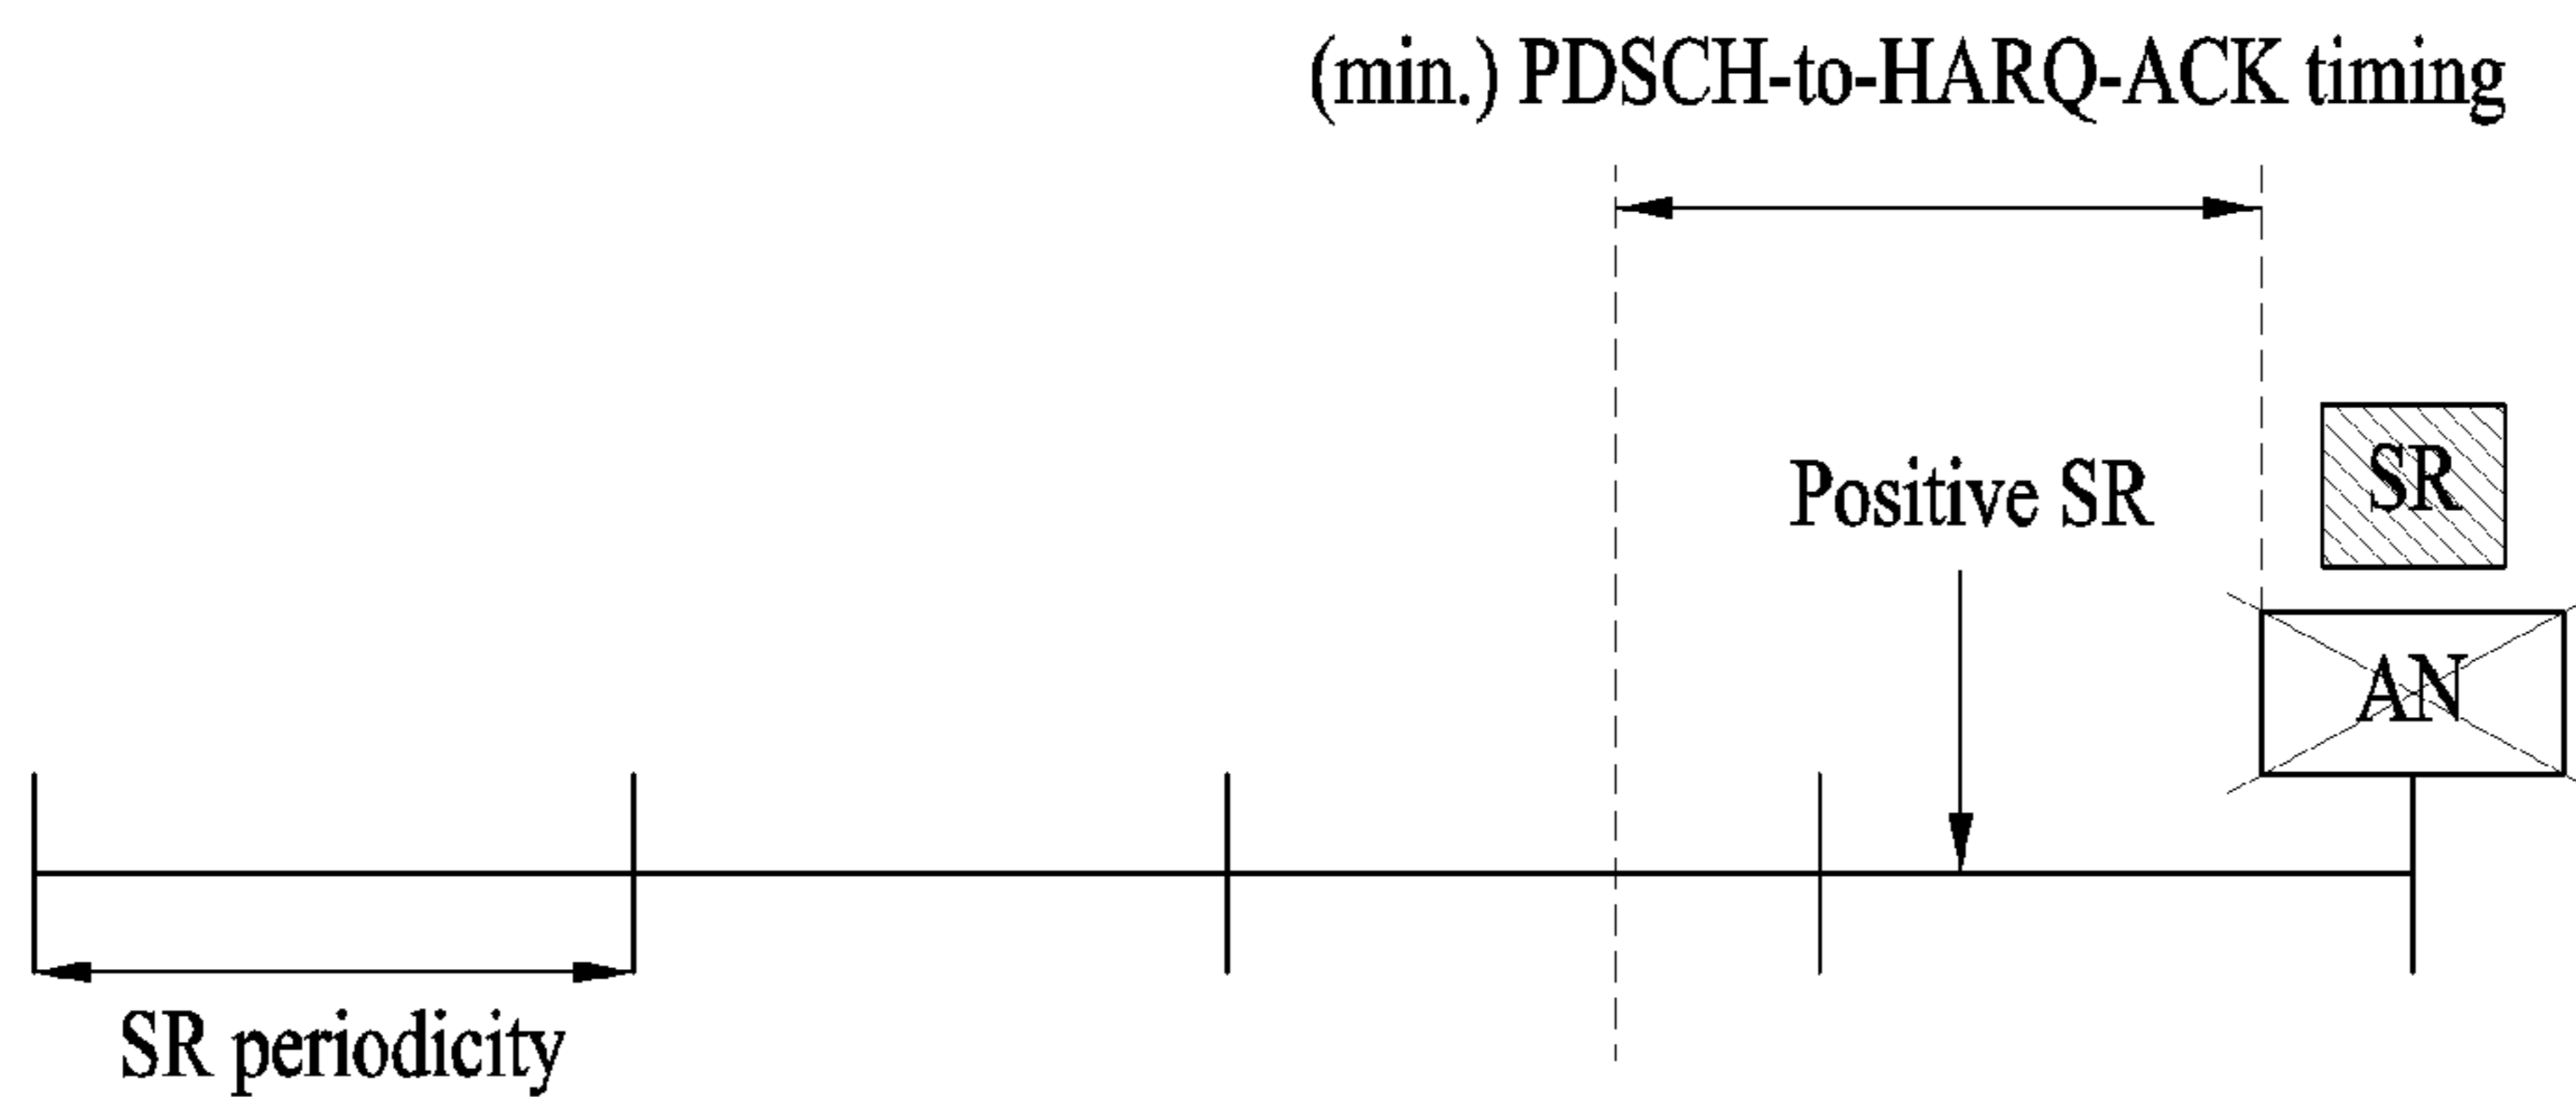 (min.) PDSCH-to-HARQ-ACK timing
Positive SR
SR
AN
SR periodicity